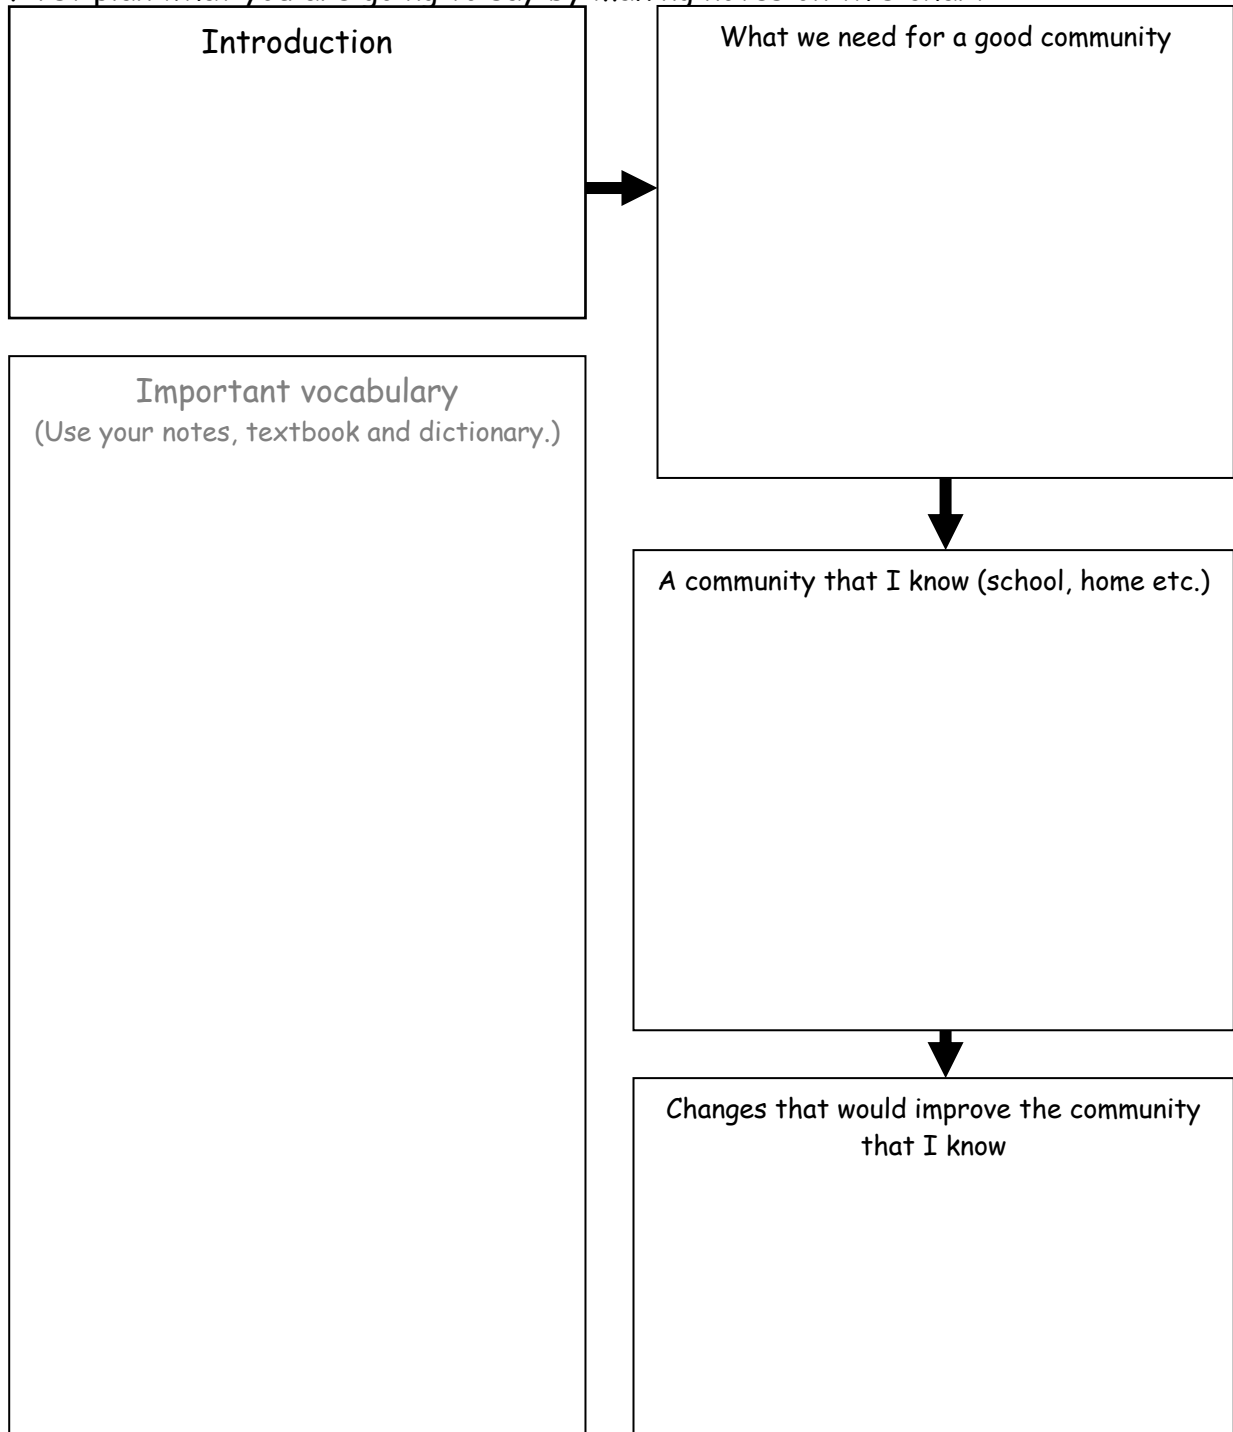 Introduction
What we need for a good community
Important vocabulary
(Use your notes, textbook and dictionary.)
A community that I know (school, home etc.)
Changes that would improve the community
that I know